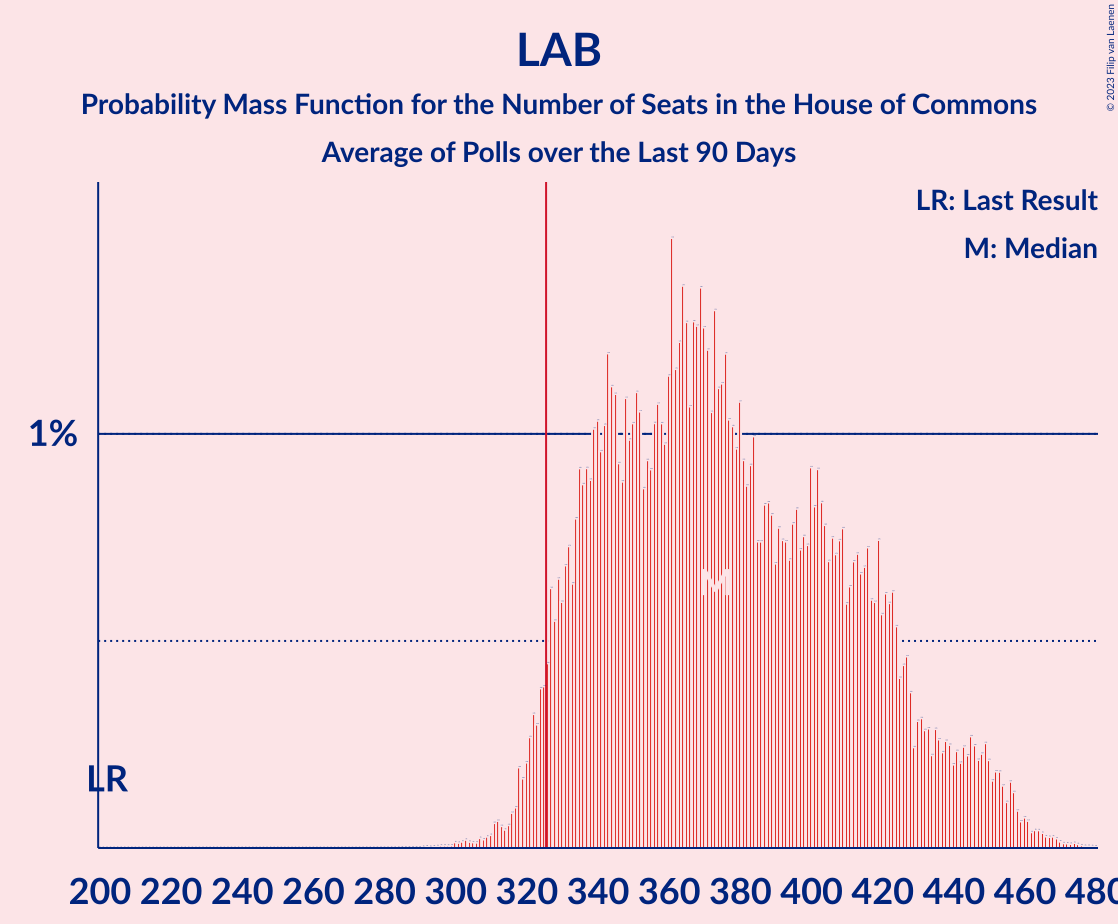 LAB
Probability Mass Function for the Number of Seats in the House of Commons
Average of Polls over the Last 90 Days
© 2023 Filip van Laenen
LR: Last Result
M: Median
1%
M
LR
200 220 240 260 280 300 320 340 360 380 400 420 440 460 480